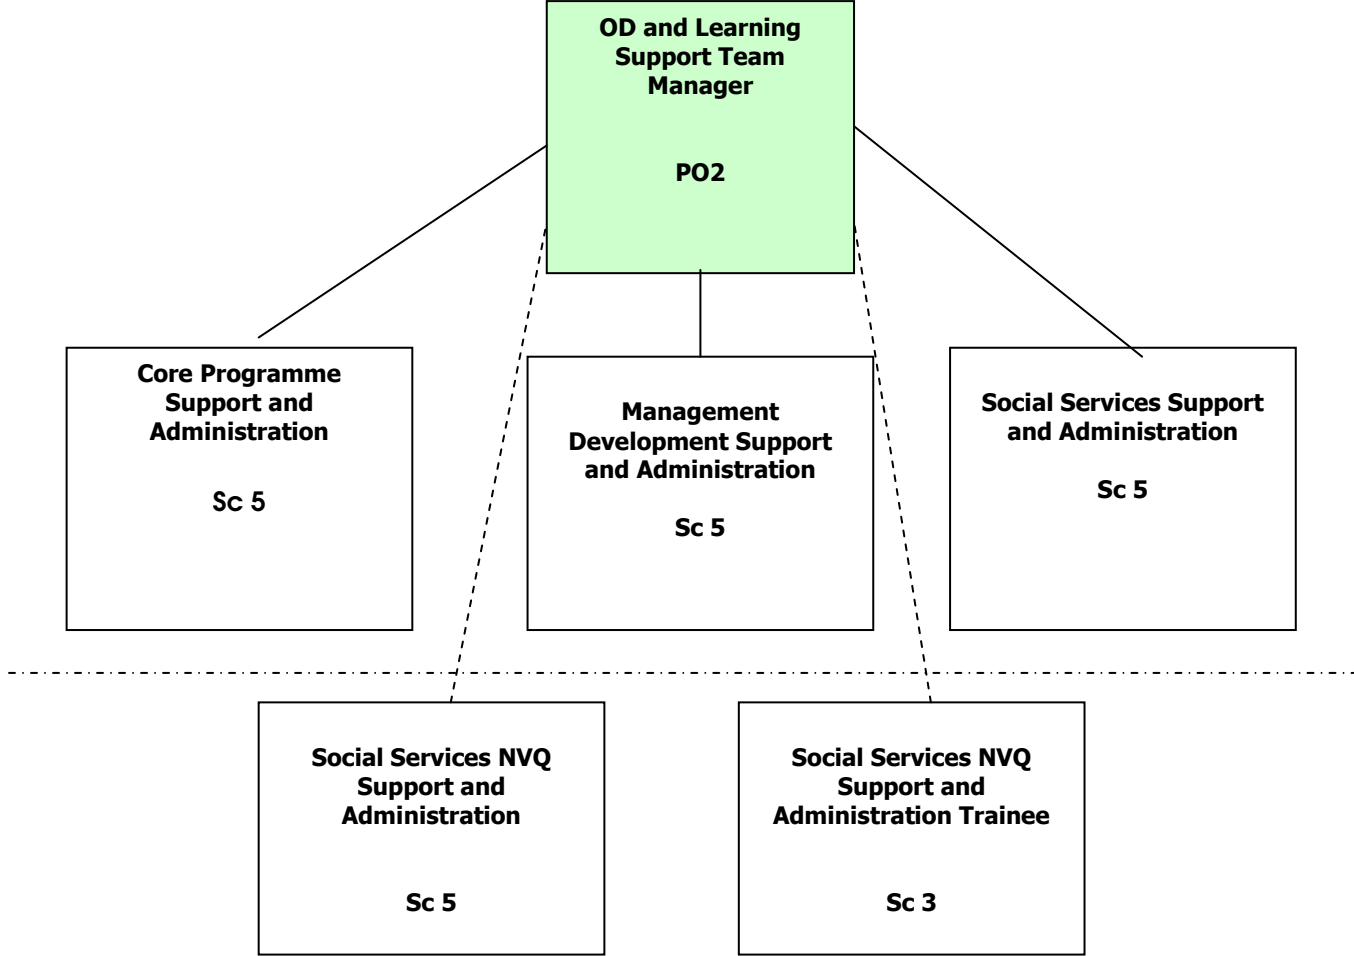 OD and Learning
Support Team
Manager
PO2
Core Programme
Support and
Administration
Sc 5
Management
Development Support
and Administration
Sc 5
Social Services Support
and Administration
Sc 5
Social Services NVQ
Support and
Administration
Sc 5
Social Services NVQ
Support and
Administration Trainee
Sc 3